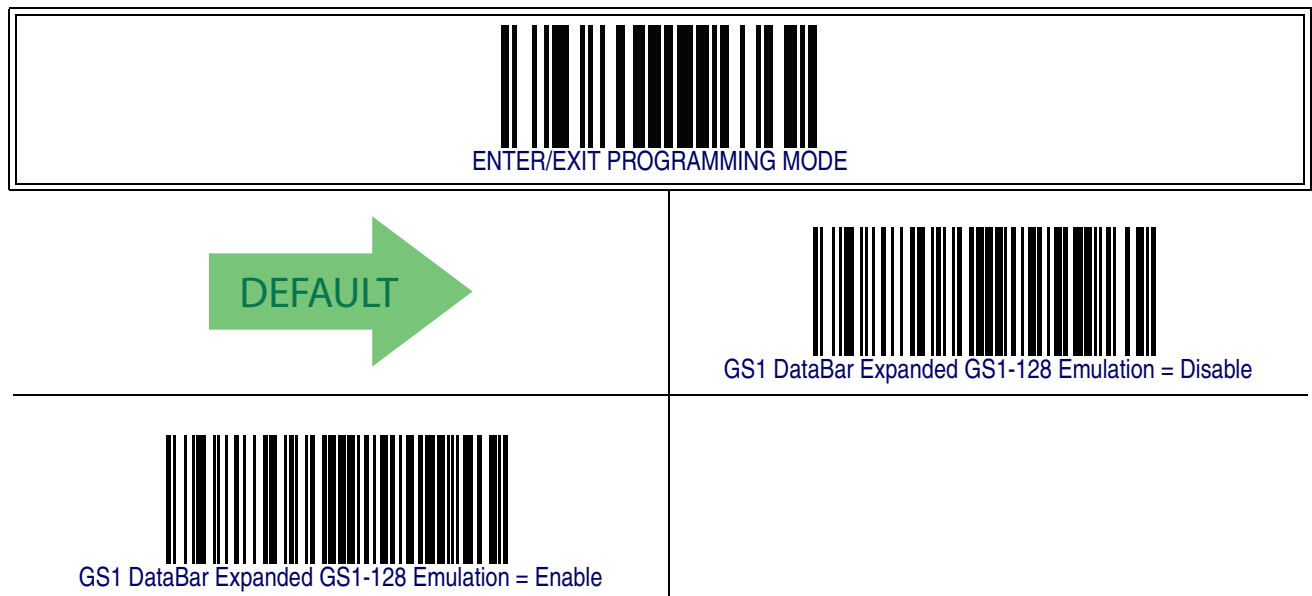 ENTER/EXIT PROGRAMMING MODE
DEFAULT
GS1 DataBar Expanded GS1-128 Emulation = Disable
GS1 DataBar Expanded GS1-128 Emulation = Enable